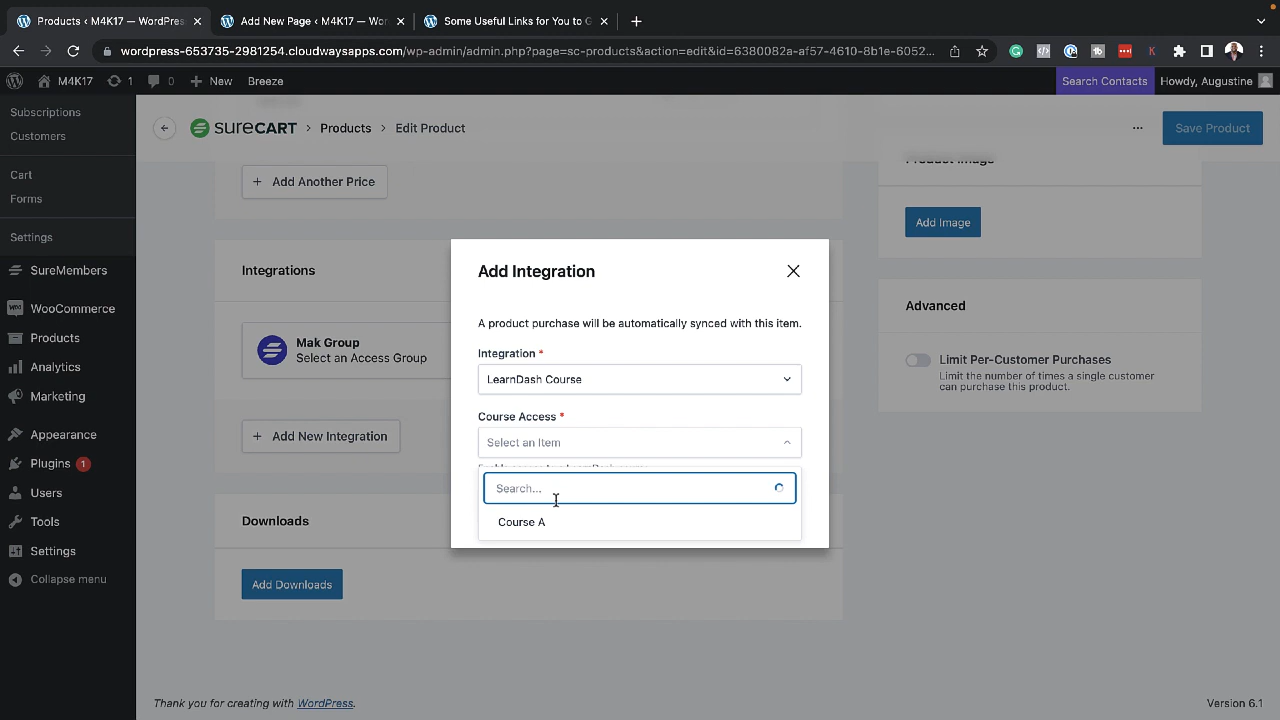 Products ‹ M4K17 — WordPress
Add New Page ‹ M4K17 — Wor
Some Useful Links for You to G
wordpress-653735-2981254.cloudwaysapps.com/wp-admin/admin.php?page=sc-products&action=edit&id=6380082a-af57-4610-8b1e-6052...
M4K17
1
0
New
Breeze
Search Contacts
Howdy, Augustine
Subscriptions
Customers
Cart
Forms
Settings
SureMembers
WooCommerce
Products
Analytics
Marketing
Appearance
Plugins 1
Users
Tools
Settings
Collapse menu
SURECART
Products
Edit Product
Save Product
Add Another Price
Integrations
Mak Group
Select an Access Group
Add New Integration
Downloads
Add Downloads
Add Integration
A product purchase will be automatically synced with this item.
Integration *
LearnDash Course
Course Access *
Select an Item
Search...
Course A
Product Image
Add Image
Advanced
Limit Per-Customer Purchases
Limit the number of times a single customer
can purchase this product.
Thank you for creating with WordPress.
Version 6.1